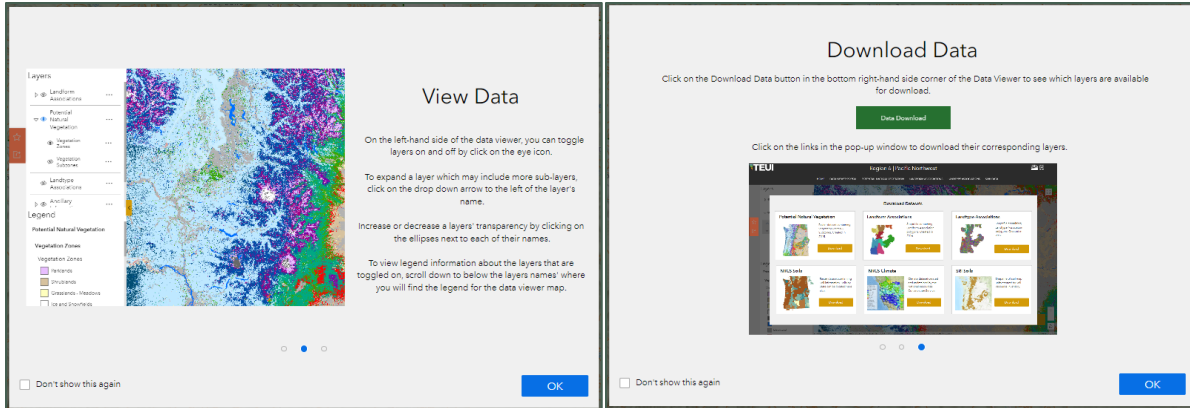 Layers
Landform
Associations
Potential
Natural
Vegetation
Vegetation
Zones
Vegetation
Subzones
Landtype
Associations
Ancillary
Legend
Potential Natural Vegetation
Vegetation Zones
Vegetation Zones
Parklands
Shrublands
Grasslands - Meadows
Ice and Snowfields
View Data
On the left-hand side of the data viewer, you can toggle
layers on and off by click on the eye icon.
To expand a layer which may include more sub-layers,
click on the drop down arrow to the left of the layer's
name.
Increase or decrease a layers' transparency by clicking on
the ellipses next to each of their names.
To view legend information about the layers that are
toggled on, scroll down to below the layers names' where
you will find the legend for the data viewer map.
Don't show this again
OK
Download Data
Click on the Download Data button in the bottom right-hand side corner of the Data Viewer to see which layers are available
for download.
Data Download
Click on the links in the pop-up window to download their corresponding layers.
TEUI
Region 6 | Pacific Northwest
Download Datasets
Potential Natural Vegetation
Landform Associations
Landtype Associations
Download
Download
Download
NRCS Soils
NRCS Climate
Download
Download
Download
Don't show this again
OK